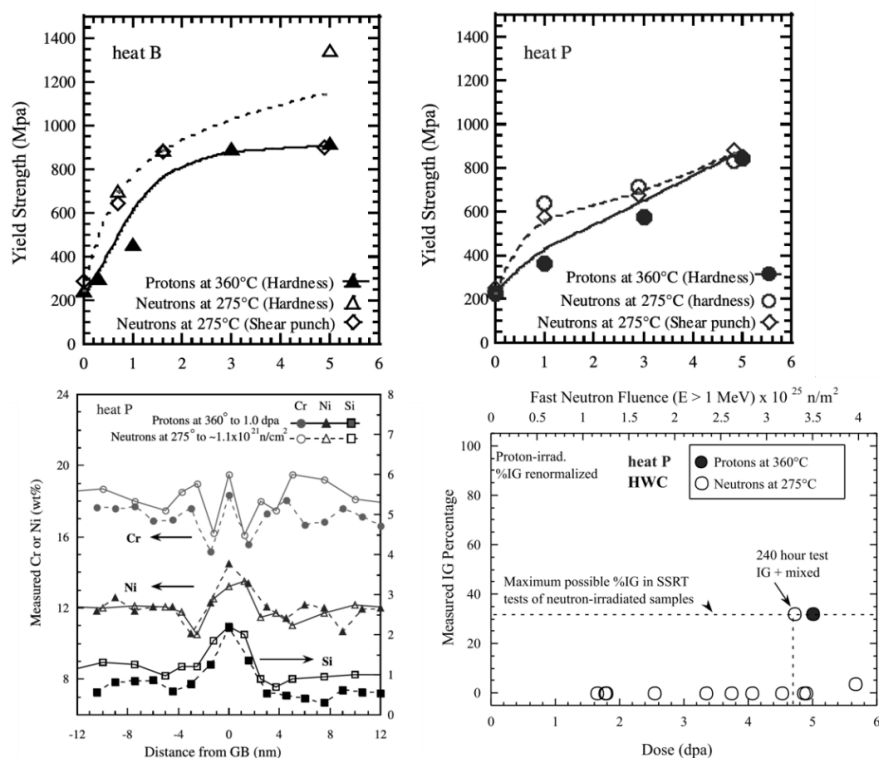 1400
1200
1000
800
600
400
200
0
Yield Strength (Mpa)
heat B
Protons at 360°C (Hardness)
Neutrons at 275°C (Hardness)
Neutrons at 275°C (Shear punch)
0 1 2 3 4 5 6
1400
1200
1000
800
600
400
200
0
Yield Strength (Mpa)
heat P
Protons at 360°C (Hardness)
Neutrons at 275°C (hardness)
Neutrons at 275°C (Shear punch)
0 1 2 3 4 5 6
24
20
18
16
12
8
Measured Cr or Ni (wt%)
heat P
Cr Ni Si
Protons at 360° to 1.0 dpa
Neutrons at 275° to ~1.1x10²¹n/cm²
Cr
Ni
Si
8
7
6
5
4
3
2
1
0
-12 -8 -4 0 4 8 12
Distance from GB (nm)
Fast Neutron Fluence (E > 1 MeV) x 10 ²⁵ n/m²
0 0.5 1 1.5 2 2.5 3 3.5 4
100
80
60
40
20
0
Measured IG Percentage
Proton-irrad.
%IG renormalized
heat P
HWC
Protons at 360°C
Neutrons at 275°C
240 hour test
IG + mixed
Maximum possible %IG in SSRT
tests of neutron-irradiated samples
0 1 2 3 4 5 6
Dose (dpa)